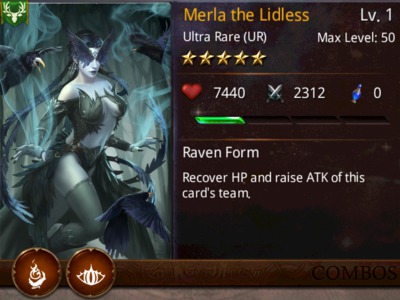 Merla the Lidless Lv. 1
Ultra Rare (UR) Max Level: 50
7440 2312 0
Raven Form
Recover HP and raise ATK of this
card's team.
COMBOS